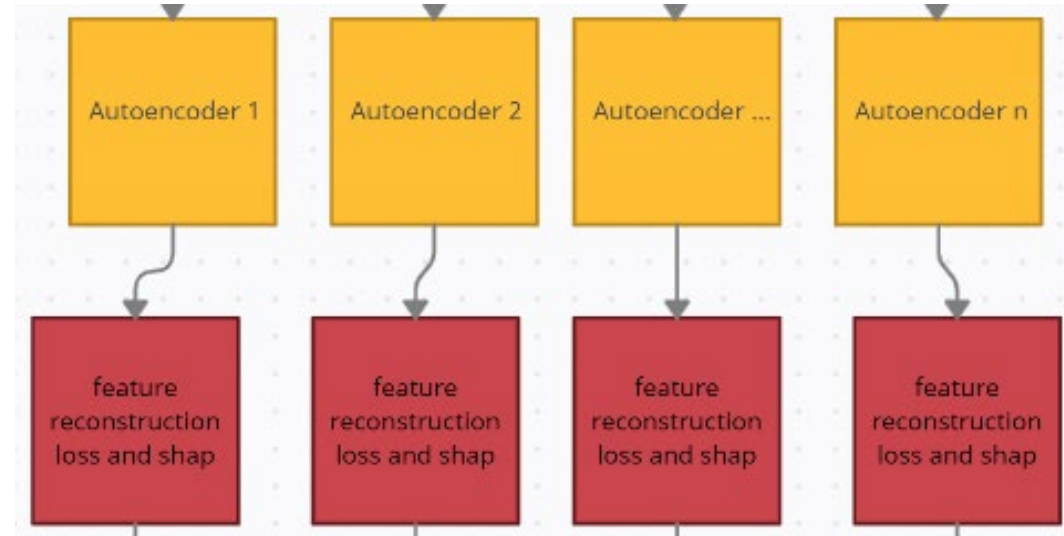 Autoencoder 1
Autoencoder 2
Autoencoder ...
Autoencoder n
feature
reconstruction
loss and shap
feature
reconstruction
loss and shap
feature
reconstruction
loss and shap
feature
reconstruction
loss and shap